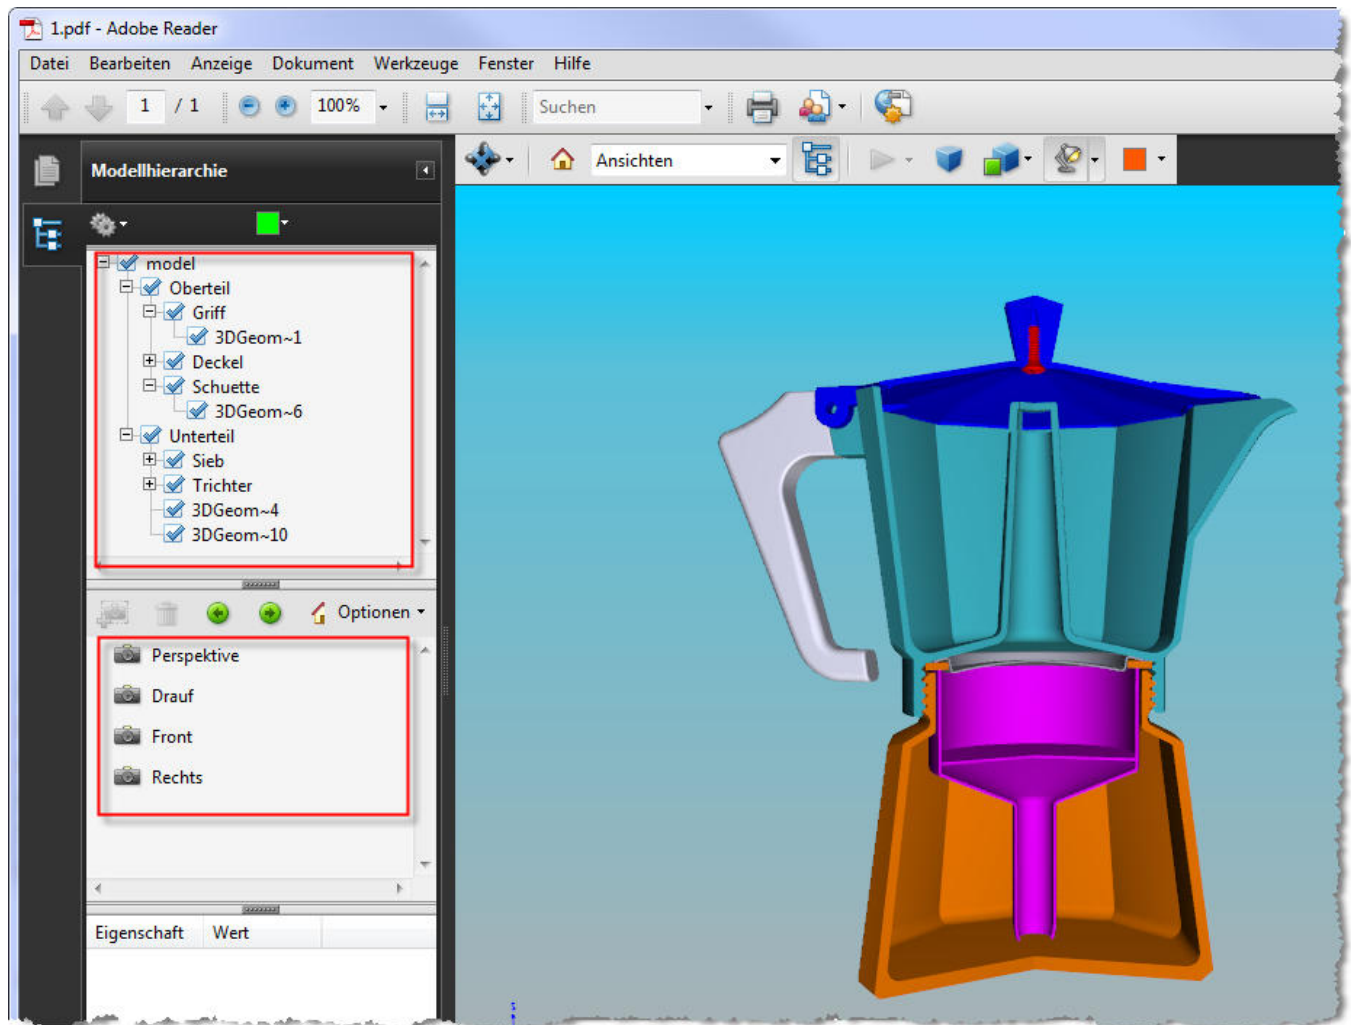 1.pdf - Adobe Reader
Datei Bearbeiten Anzeige Dokument Werkzeuge Fenster Hilfe
1 / 1 100% Suchen
Modellhierarchie
Ansichten
model
Oberteil
Griff
3DGeom~1
Deckel
Schuette
3DGeom~6
Unterteil
Sieb
Trichter
3DGeom~4
3DGeom~10
Optionen
Perspektive
Drauf
Front
Rechts
Eigenschaft Wert